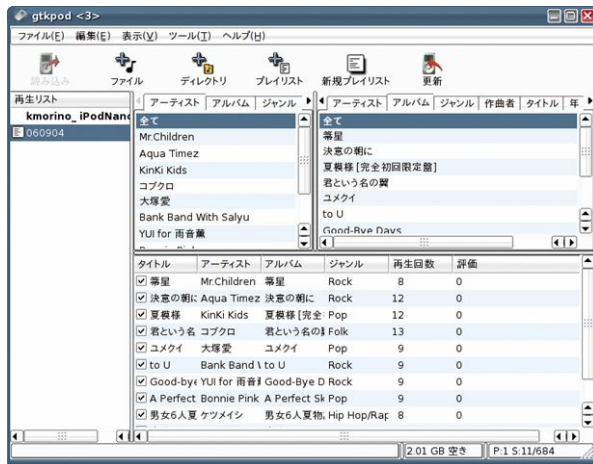 gtkpod <3>
ファイル(F) 編集(E) 表示(V) ツール(T) ヘルプ(H)
読み込み ファイル ディレクトリ プレイリスト 新規プレイリスト 更新
再生リスト
kmorino_iPodNano
060904
アーティスト アルバム ジャンル
全て
Mr.Children
Aqua Timez
KinKi Kids
コブクロ
大塚愛
Bank Band With Salyu
YUI for 雨音薫
アーティスト アルバム ジャンル 作曲者 タイトル 年
全て
箒星
決意の朝に
夏模様 [完全初回限定盤]
君という名の翼
ユメクイ
to U
Good-Bye Days
タイトル アーティスト アルバム ジャンル 再生回数 評価
箒星 Mr.Children 箒星 Rock 8 0
決意の朝に Aqua Timez 決意の朝に Rock 12 0
夏模様 KinKi Kids 夏模様 [完全 Pop 12 0
君という名 コブクロ 君という名の Folk 13 0
ユメクイ 大塚愛 ユメクイ Pop 9 0
to U Bank Band to U Rock 9 0
Good-bye YUI for 雨音 Good-Bye D Rock 9 0
A Perfect Bonnie Pink A Perfect Sk Pop 9 0
男女6人夏 ケツメイシ 男女6人夏物 Hip Hop/Rap 8 0
2.01 GB 空き P:1 S:11/684